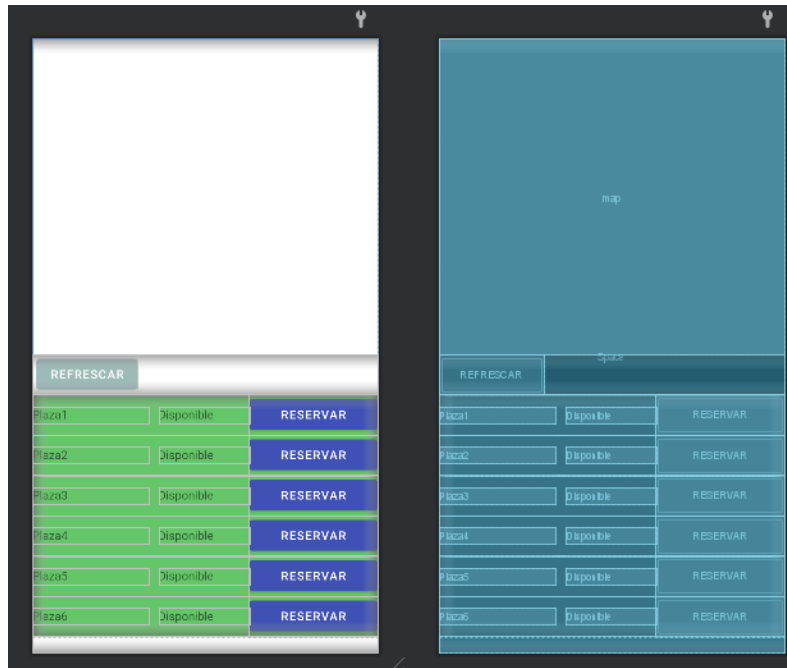 REFRESCAR
Plaza1 Disponible RESERVAR
Plaza2 Disponible RESERVAR
Plaza3 Disponible RESERVAR
Plaza4 Disponible RESERVAR
Plaza5 Disponible RESERVAR
Plaza6 Disponible RESERVAR
map
Space
REFRESCAR
Plaza1 Disponible RESERVAR
Plaza2 Disponible RESERVAR
Plaza3 Disponible RESERVAR
Plaza4 Disponible RESERVAR
Plaza5 Disponible RESERVAR
Plaza6 Disponible RESERVAR